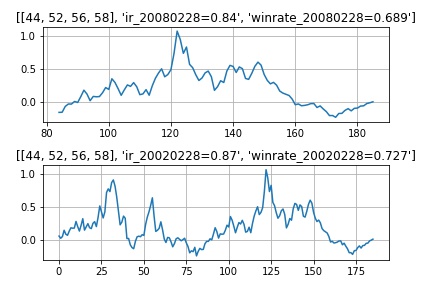 [[44, 52, 56, 58], 'ir_20080228=0.84', 'winrate_20080228=0.689']
1.0
0.5
0.0
80 100 120 140 160 180
[[44, 52, 56, 58], 'ir_20020228=0.87', 'winrate_20020228=0.727']
1.0
0.5
0.0
0 25 50 75 100 125 150 175